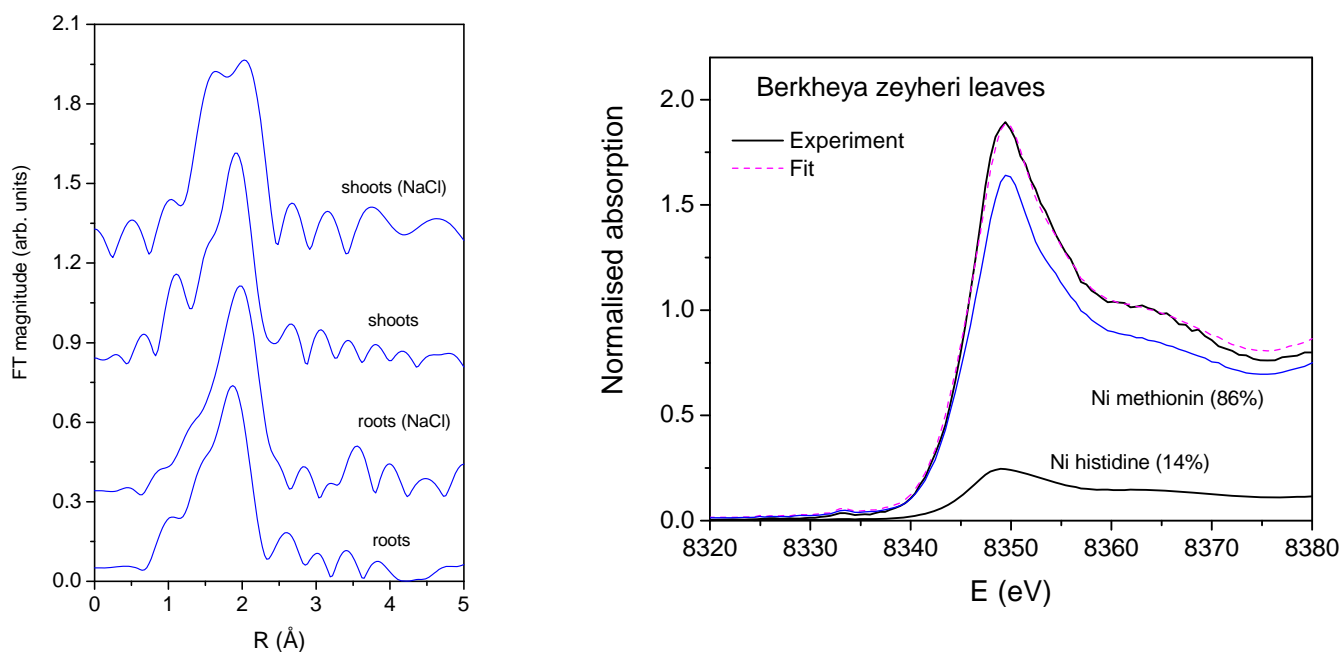 2.1
1.8
1.5
1.2
0.9
0.6
0.3
0.0
FT magnitude (arb. units)
shoots (NaCl)
shoots
roots (NaCl)
roots
0 1 2 3 4 5
R (Å)
Berkheya zeyheri leaves
Experiment
Fit
2.0
1.5
1.0
0.5
0.0
Normalised absorption
Ni methionin (86%)
Ni histidine (14%)
8320 8330 8340 8350 8360 8370 8380
E (eV)